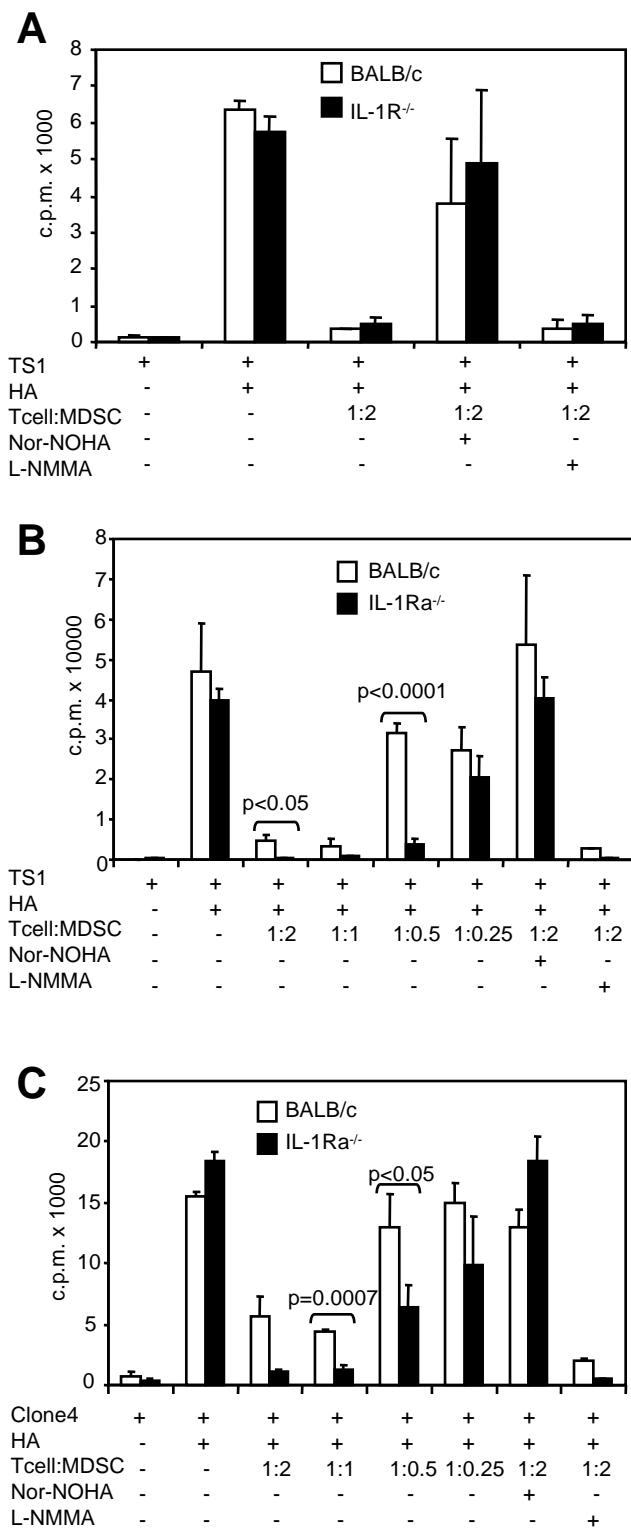 A
8
7
6
5
4
3
2
1
0
c.p.m. x 1000
BALB/c
IL-1R-/-
TS1 + + + + +
HA - + + + +
Tcell:MDSC - - 1:2 1:2 1:2
Nor-NOHA - - - + -
L-NMMA - - - - +
B
8
7
6
5
4
3
2
1
0
c.p.m. x 10000
BALB/c
IL-1Ra-/-
p<0.0001
p<0.05
TS1 + + + + + + + +
HA - + + + + + + +
Tcell:MDSC - - 1:2 1:1 1:0.5 1:0.25 1:2 1:2
Nor-NOHA - - - - - - + -
L-NMMA - - - - - - - +
C
25
20
15
10
5
0
c.p.m. x 1000
BALB/c
IL-1Ra-/-
p<0.05
p=0.0007
Clone4 + + + + + + + +
HA - + + + + + + +
Tcell:MDSC - - 1:2 1:1 1:0.5 1:0.25 1:2 1:2
Nor-NOHA - - - - - - + -
L-NMMA - - - - - - - +